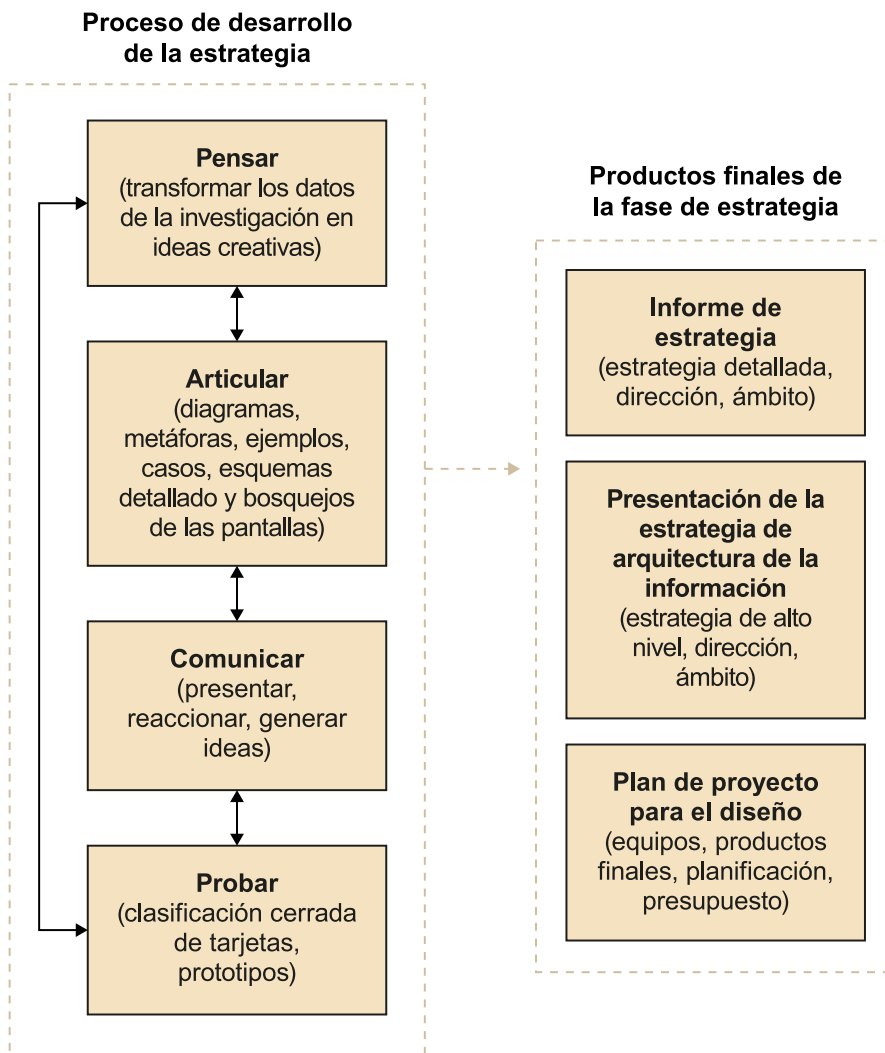 Proceso de desarrollo
de la estrategia
Pensar
(transformar los datos
de la investigación en
ideas creativas)
Articular
(diagramas,
metáforas, ejemplos,
casos, esquemas
detallado y bosquejos
de las pantallas)
Comunicar
(presentar,
reaccionar, generar
ideas)
Probar
(clasificación cerrada
de tarjetas,
prototipos)
Productos finales de
la fase de estrategia
Informe de
estrategia
(estrategia detallada,
dirección, ámbito)
Presentación de la
estrategia de
arquitectura de la
información
(estrategia de alto
nivel, dirección,
ámbito)
Plan de proyecto
para el diseño
(equipos, productos
finales, planificación,
presupuesto)